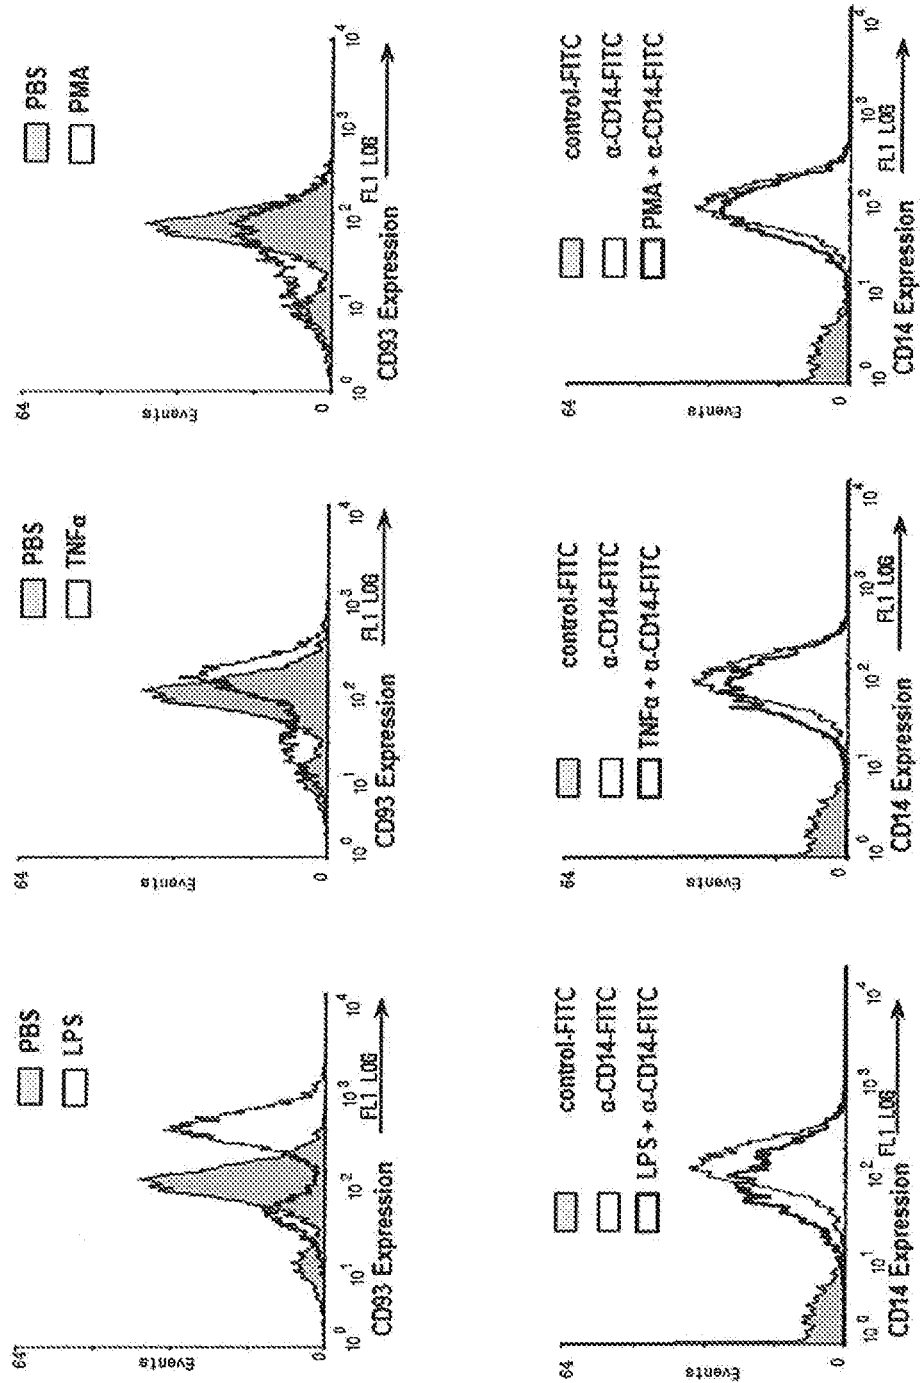 64
Events
0
10^0
10^1
10^2
10^3
10^4
FL1 LOG
CD93 Expression
PBS
LPS
64
Events
0
10^0
10^1
10^2
10^3
10^4
FL1 LOG
CD93 Expression
PBS
TNFα
64
Events
0
10^0
10^1
10^2
10^3
10^4
FL1 LOG
CD93 Expression
PBS
PMA
64
Events
0
10^0
10^1
10^2
10^3
10^4
FL1 LOG
CD14 Expression
control-FITC
α-CD14-FITC
LPS + α-CD14-FITC
64
Events
0
10^0
10^1
10^2
10^3
10^4
FL1 LOG
CD14 Expression
control-FITC
α-CD14-FITC
TNFα + α-CD14-FITC
64
Events
0
10^0
10^1
10^2
10^3
10^4
FL1 LOG
CD14 Expression
control-FITC
α-CD14-FITC
PMA + α-CD14-FITC